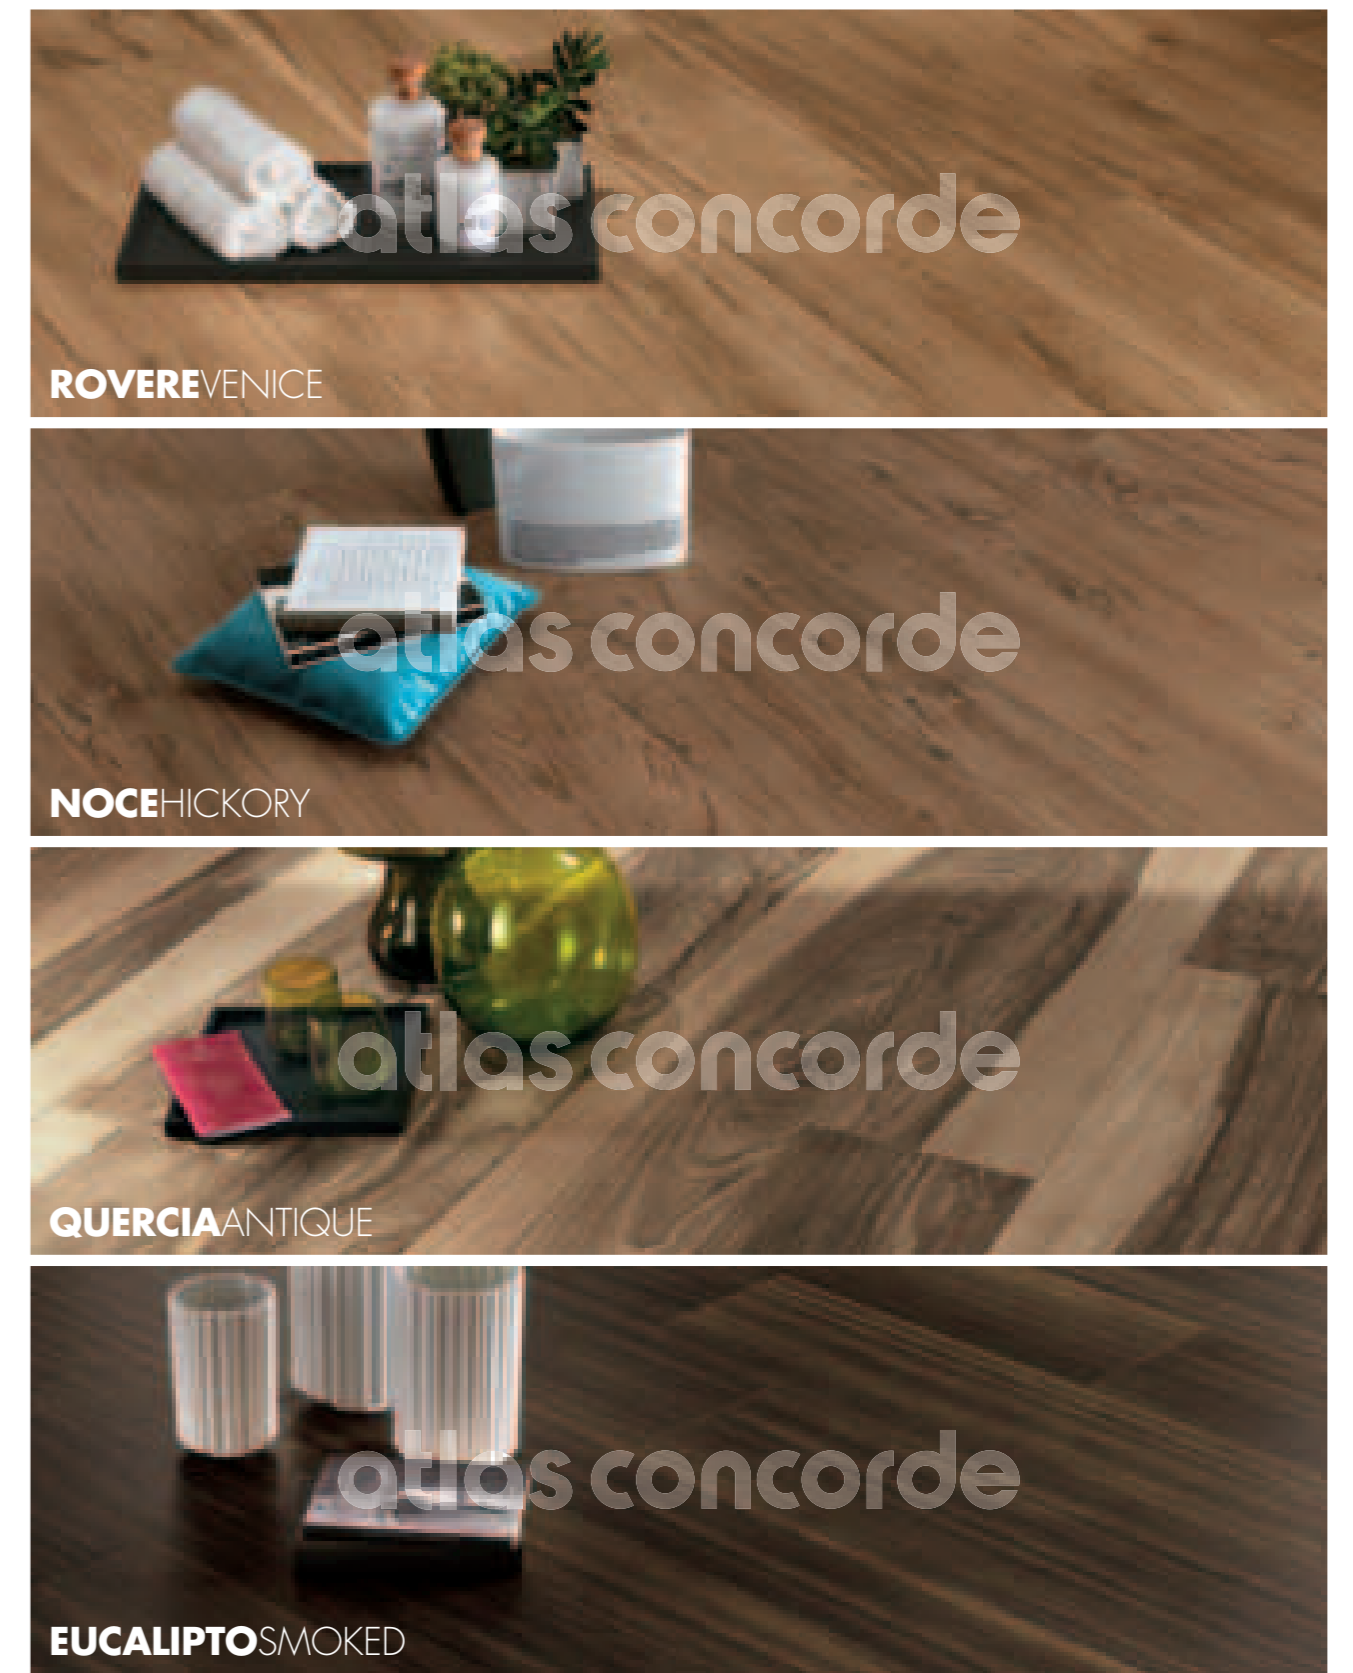 atlas concorde
ROVEREVENICE
atlas concorde
NOCEHICKORY
atlas concorde
QUERCIAANTIQUE
atlas concorde
EUCALIPTOSMOKED